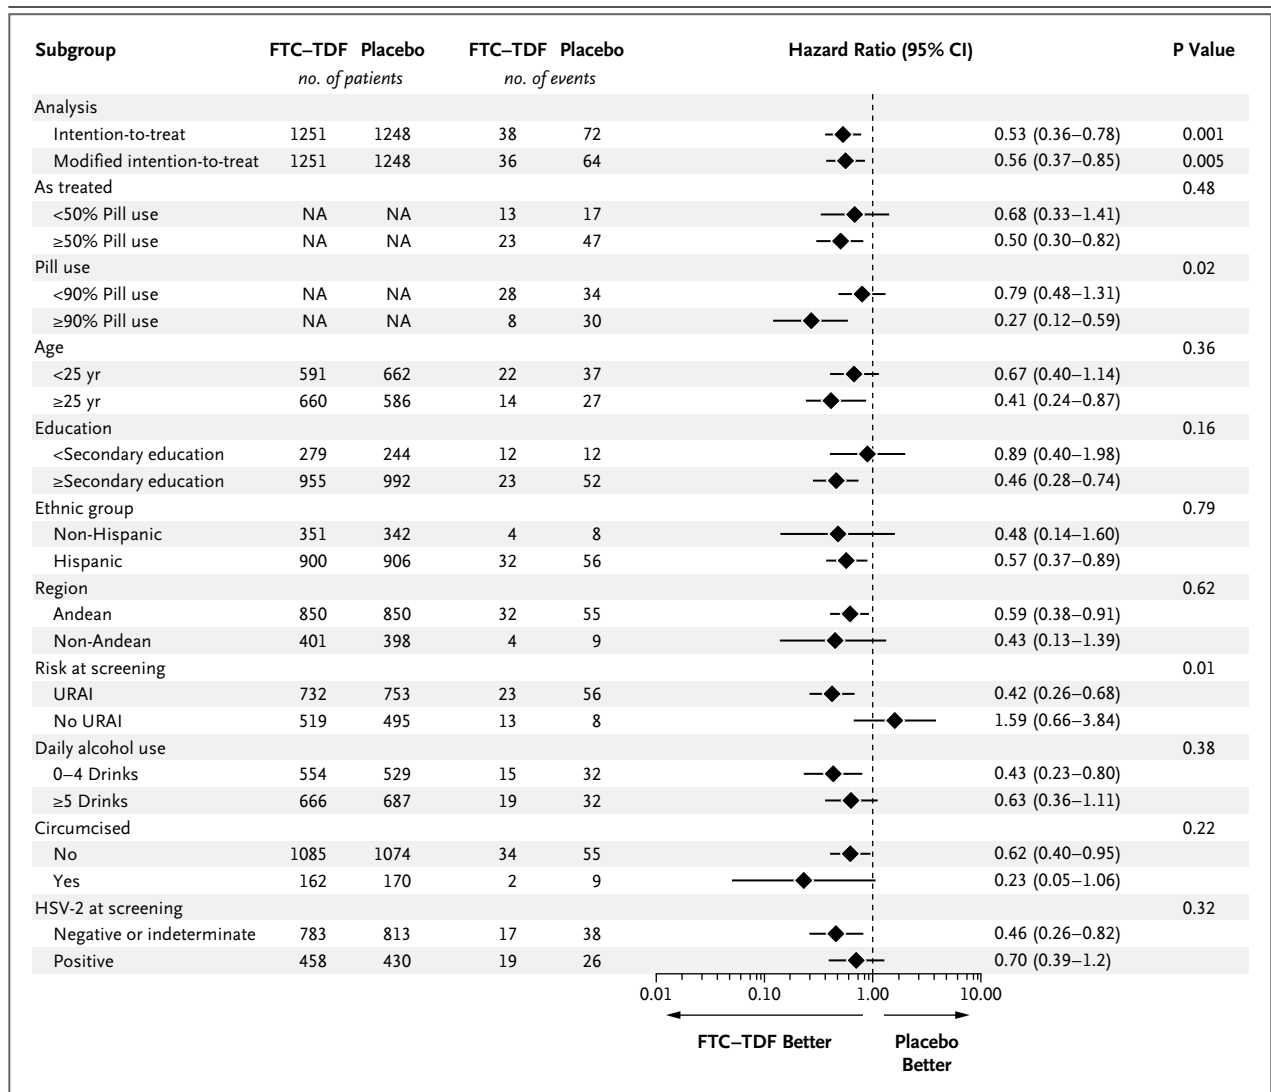 Subgroup FTC–TDF Placebo FTC–TDF Placebo Hazard Ratio (95% CI) P Value
no. of patients no. of events
Analysis
Intention-to-treat 1251 1248 38 72 0.53 (0.36–0.78) 0.001
Modified intention-to-treat 1251 1248 36 64 0.56 (0.37–0.85) 0.005
As treated 0.48
<50% Pill use NA NA 13 17 0.68 (0.33–1.41)
≥50% Pill use NA NA 23 47 0.50 (0.30–0.82)
Pill use 0.02
<90% Pill use NA NA 28 34 0.79 (0.48–1.31)
≥90% Pill use NA NA 8 30 0.27 (0.12–0.59)
Age 0.36
<25 yr 591 662 22 37 0.67 (0.40–1.14)
≥25 yr 660 586 14 27 0.41 (0.24–0.87)
Education 0.16
<Secondary education 279 244 12 12 0.89 (0.40–1.98)
≥Secondary education 955 992 23 52 0.46 (0.28–0.74)
Ethnic group 0.79
Non-Hispanic 351 342 4 8 0.48 (0.14–1.60)
Hispanic 900 906 32 56 0.57 (0.37–0.89)
Region 0.62
Andean 850 850 32 55 0.59 (0.38–0.91)
Non-Andean 401 398 4 9 0.43 (0.13–1.39)
Risk at screening 0.01
URAI 732 753 23 56 0.42 (0.26–0.68)
No URAI 519 495 13 8 1.59 (0.66–3.84)
Daily alcohol use 0.38
0–4 Drinks 554 529 15 32 0.43 (0.23–0.80)
≥5 Drinks 666 687 19 32 0.63 (0.36–1.11)
Circumcised 0.22
No 1085 1074 34 55 0.62 (0.40–0.95)
Yes 162 170 2 9 0.23 (0.05–1.06)
HSV-2 at screening 0.32
Negative or indeterminate 783 813 17 38 0.46 (0.26–0.82)
Positive 458 430 19 26 0.70 (0.39–1.2)
0.01 0.10 1.00 10.00
FTC–TDF Better Placebo
Better